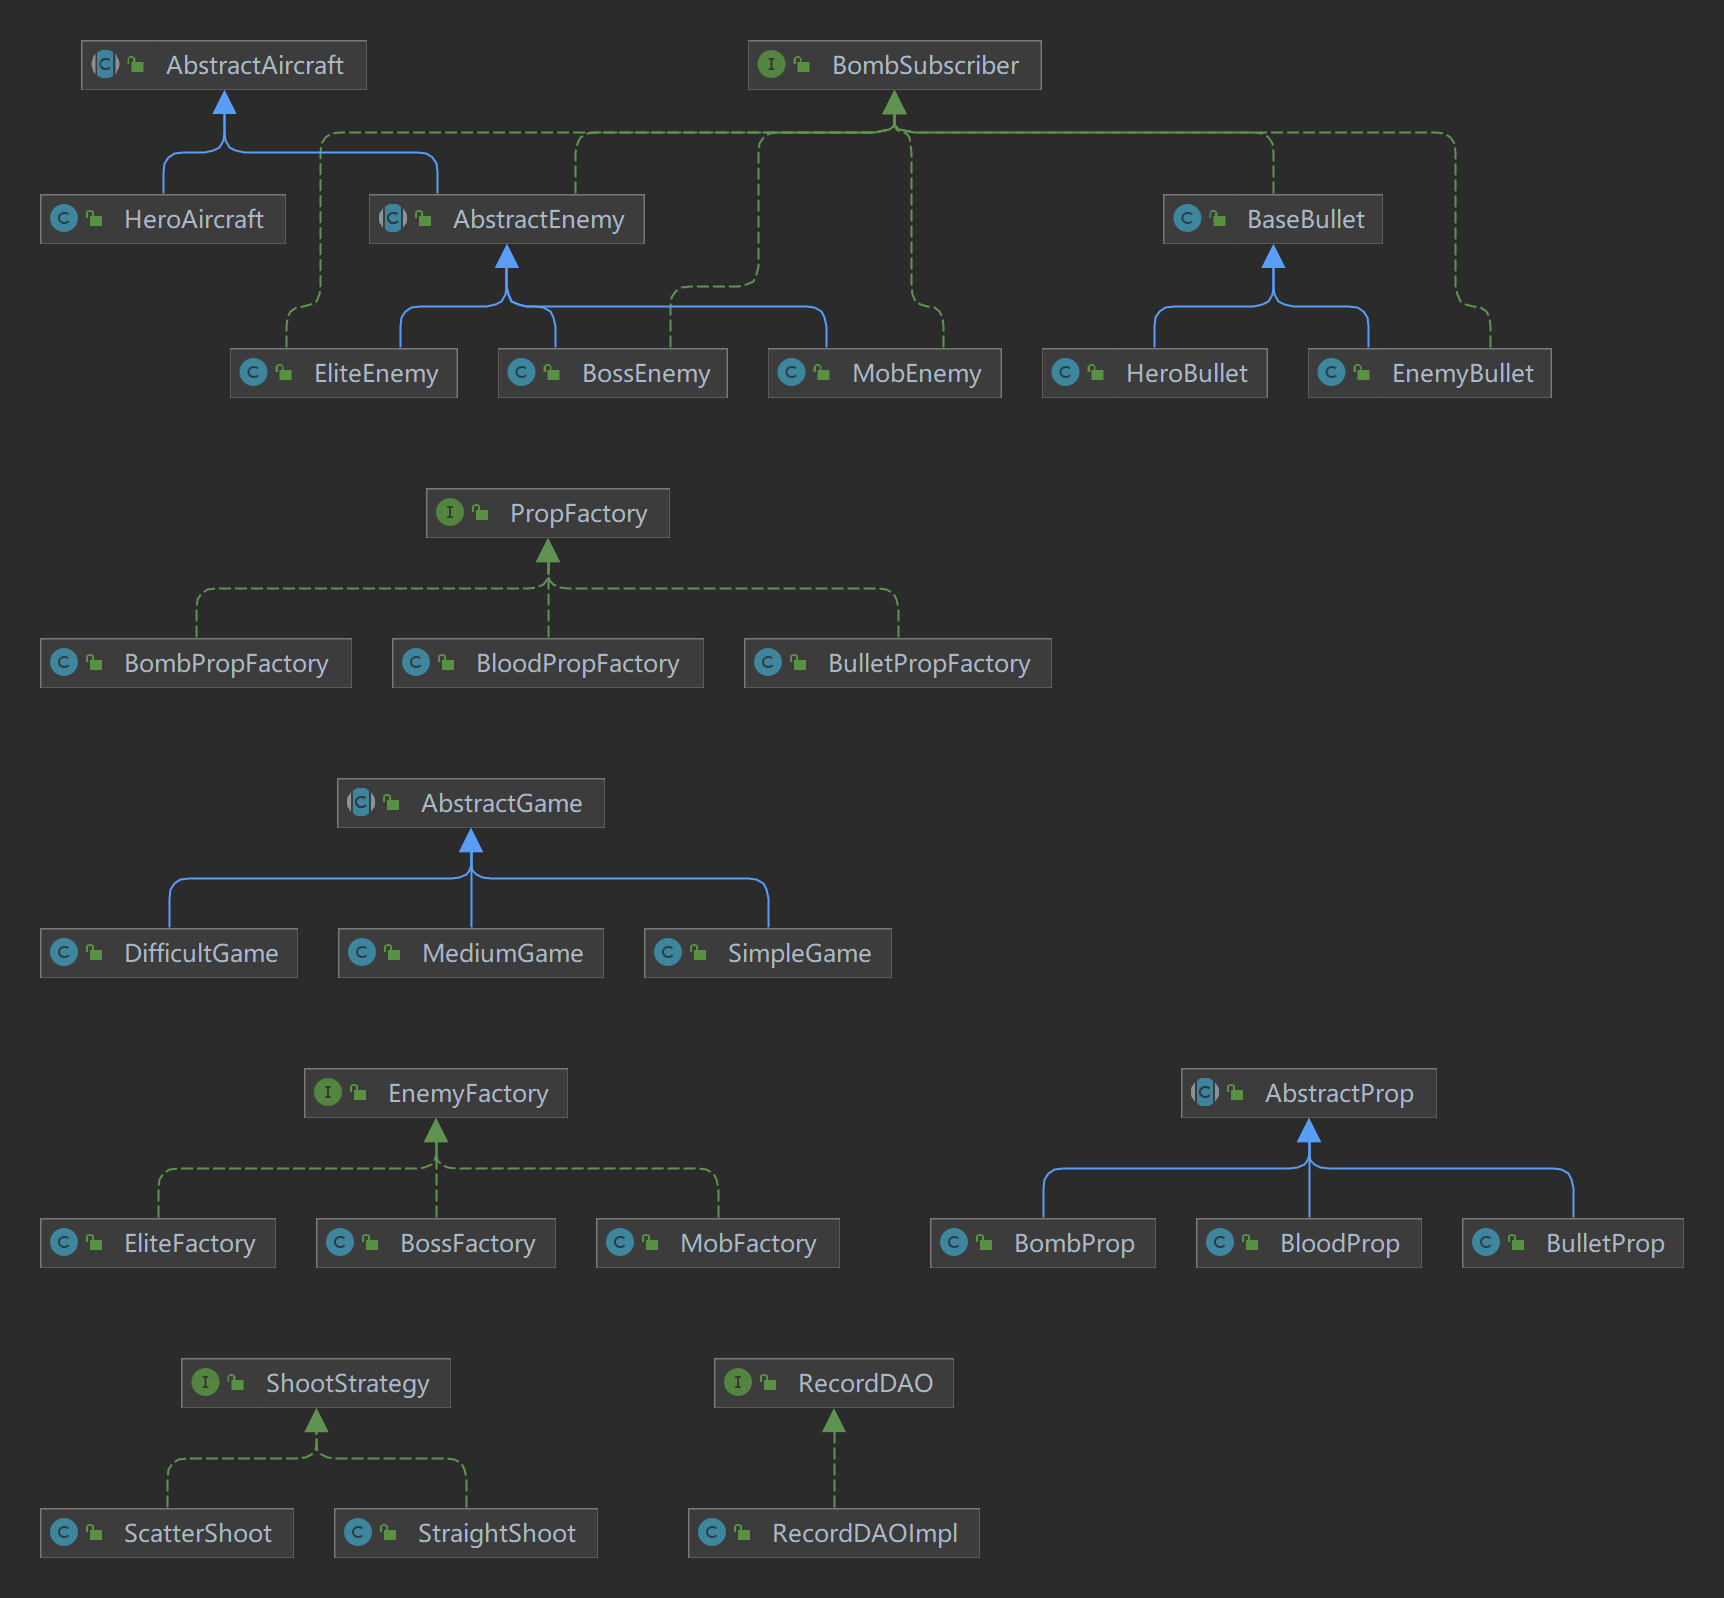 AbstractAircraft
BombSubscriber
HeroAircraft
AbstractEnemy
BaseBullet
EliteEnemy
BossEnemy
MobEnemy
HeroBullet
EnemyBullet
PropFactory
BombPropFactory
BloodPropFactory
BulletPropFactory
AbstractGame
DifficultGame
MediumGame
SimpleGame
EnemyFactory
AbstractProp
EliteFactory
BossFactory
MobFactory
BombProp
BloodProp
BulletProp
ShootStrategy
RecordDAO
ScatterShoot
StraightShoot
RecordDAOImpl